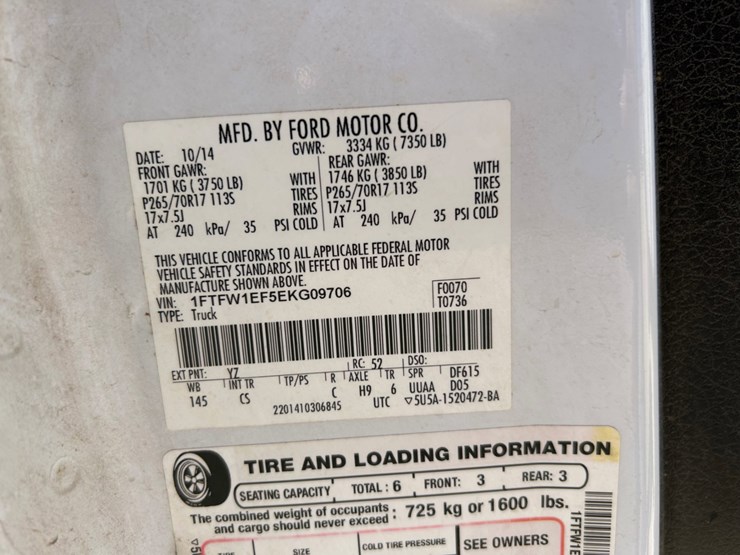 MFD. BY FORD MOTOR CO.
DATE: 10/14 GVWR: 3334 KG ( 7350 LB)
FRONT GAWR: REAR GAWR:
1701 KG ( 3750 LB) WITH 1746 KG ( 3850 LB) WITH
P265/70R17 113S TIRES P265/70R17 113S TIRES
17x7.5J RIMS 17x7.5J RIMS
AT 240 kPa/ 35 PSI COLD AT 240 kPa/ 35 PSI COLD
THIS VEHICLE CONFORMS TO ALL APPLICABLE FEDERAL MOTOR
VEHICLE SAFETY STANDARDS IN EFFECT ON THE DATE OF
MANUFACTURE SHOWN ABOVE.
VIN: 1FTFW1EF5EKG09706 F0070
TYPE: Truck T0736
EXT PNT: YZ RC: 52 DSO:
WB INT TR TP/PS R AXLE TR SPR DF615
145 CS C H9 6 UUAA D05
2201410306845 UTC ▽5U5A-1520472-BA
TIRE AND LOADING INFORMATION
SEATING CAPACITY TOTAL : 6 FRONT: 3 REAR: 3
The combined weight of occupants : 725 kg or 1600 lbs.
and cargo should never exceed
SIZE COLD TIRE PRESSURE SEE OWNERS